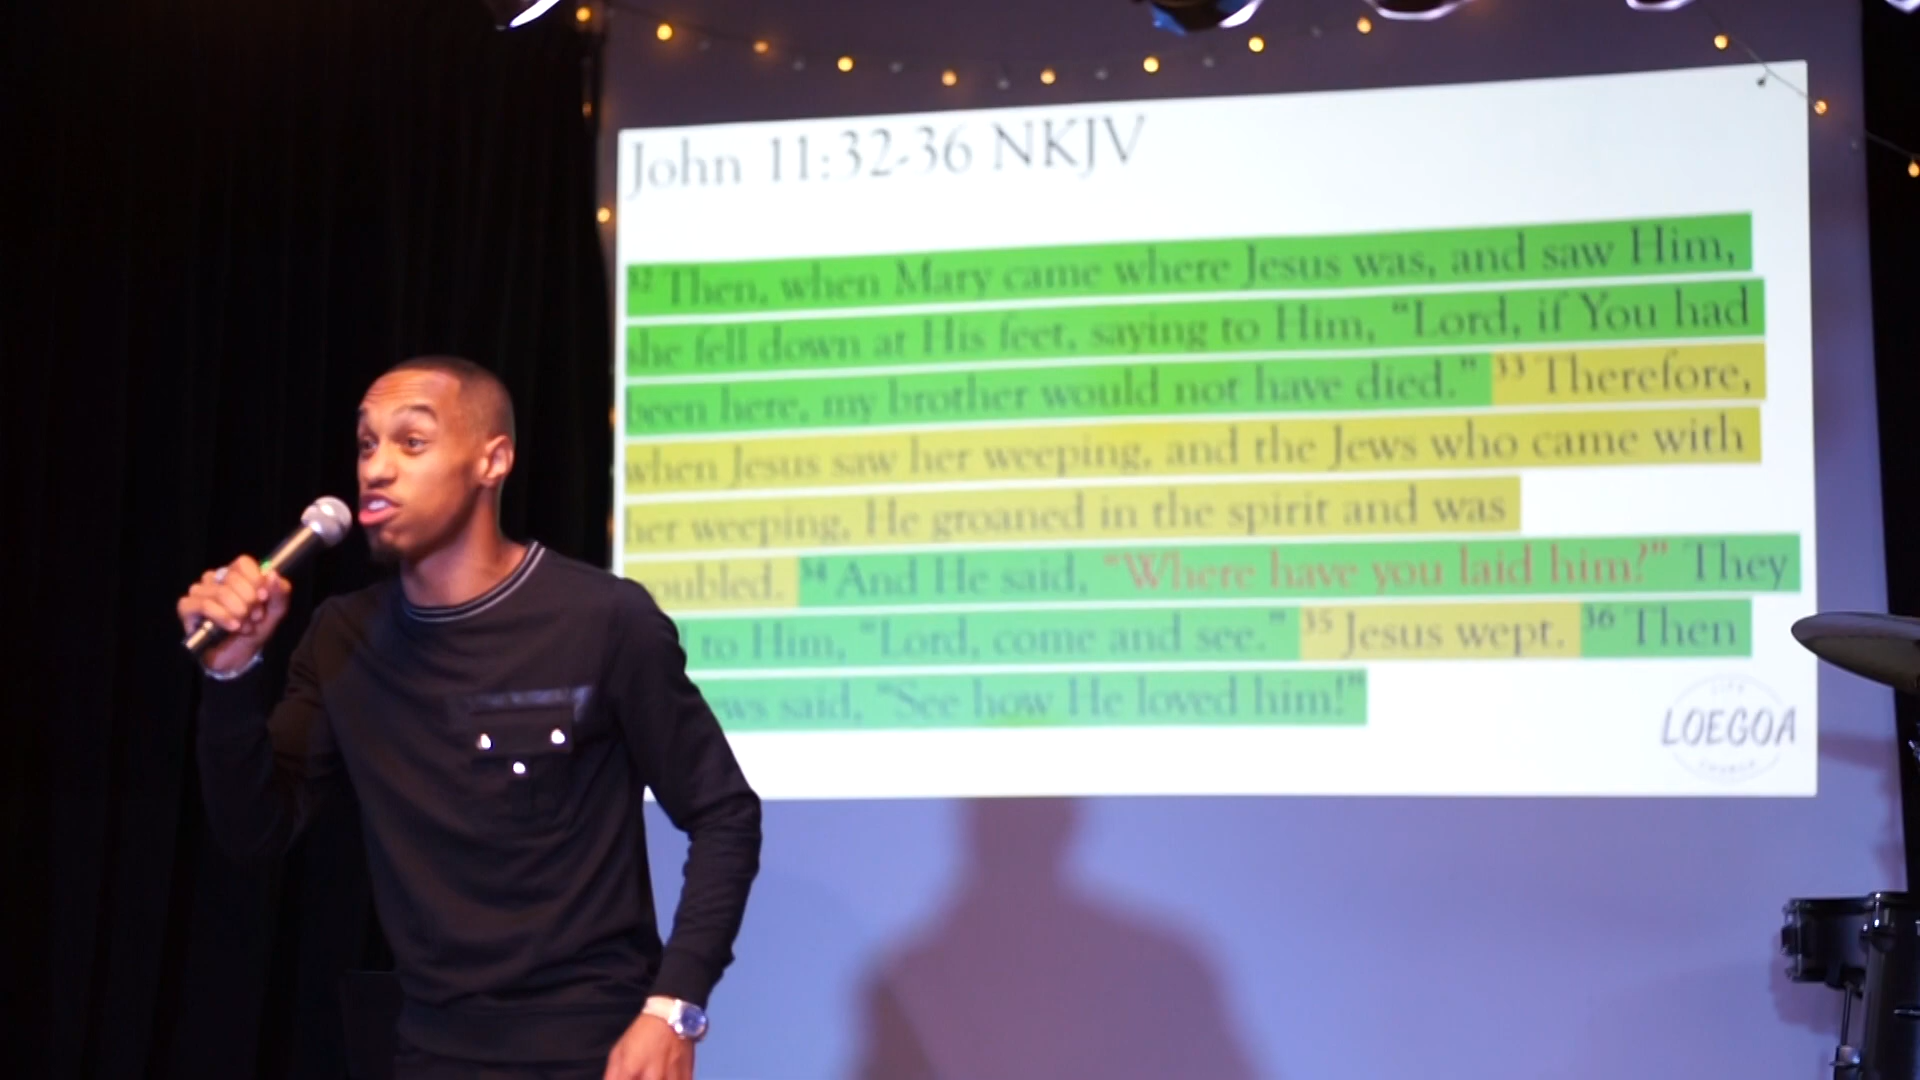 John 11:32-36 NKJV
32 Then, when Mary came where Jesus was, and saw Him,
she fell down at His feet, saying to Him, “Lord, if You had
been here, my brother would not have died.” 33 Therefore,
when Jesus saw her weeping, and the Jews who came with
her weeping, He groaned in the spirit and was
oubled. 34 And He said, “Where have you laid him?” They
to Him, “Lord, come and see.” 35 Jesus wept. 36 Then
ews said, “See how He loved him!”
LIFE
LOEGOA
CHURCH